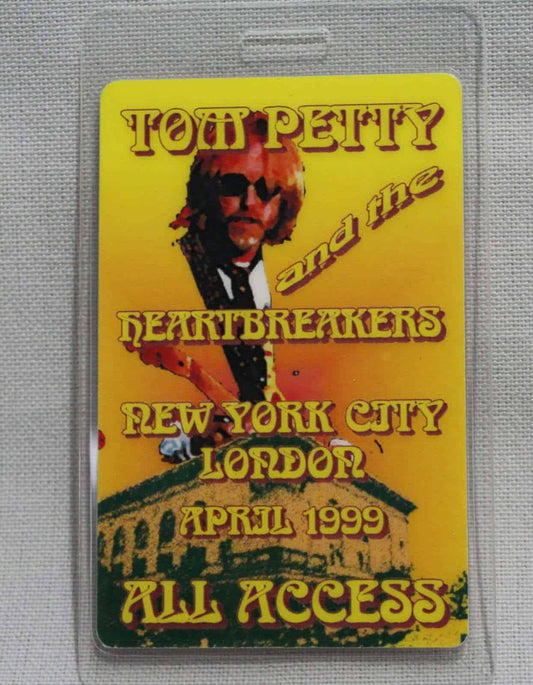 TOM PETTY
and the
HEARTBREAKERS
NEW YORK CITY
LONDON
APRIL 1999
ALL ACCESS